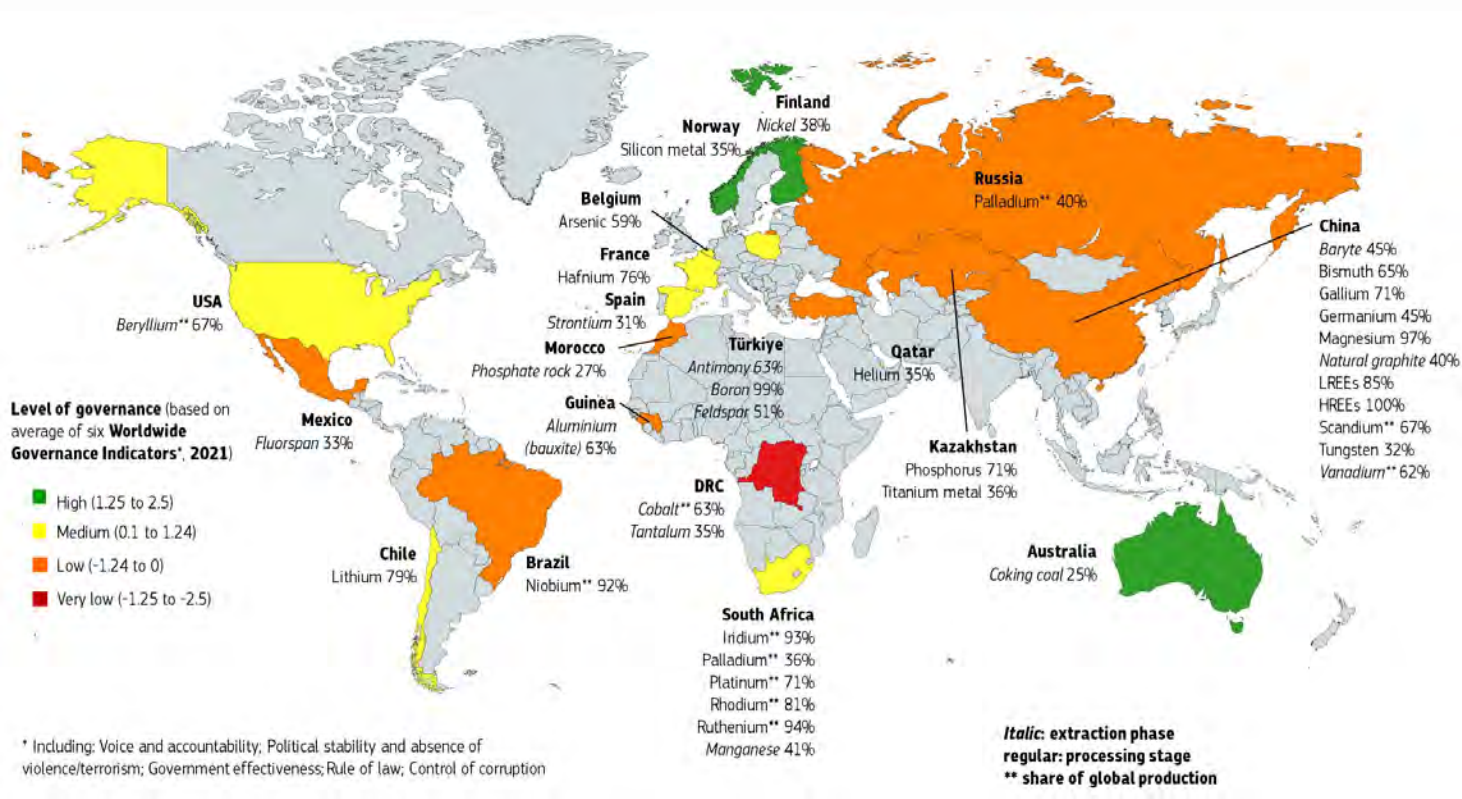 Finland
Nickel 38%
Norway
Silicon metal 35%
Belgium
Arsenic 59%
France
Hafnium 76%
Spain
Strontium 31%
Morocco
Phosphate rock 27%
Guinea
Aluminium
(bauxite) 63%
Türkiye
Antimony 63%
Boron 99%
Feldspar 51%
Qatar
Helium 35%
Russia
Palladium** 40%
China
Baryte 45%
Bismuth 65%
Gallium 71%
Germanium 45%
Magnesium 97%
Natural graphite 40%
LREEs 85%
HREEs 100%
Scandium** 67%
Tungsten 32%
Vanadium** 62%
USA
Beryllium** 67%
Mexico
Fluorspan 33%
Level of governance (based on
average of six Worldwide
Governance Indicators*, 2021)
High (1.25 to 2.5)
Medium (0.1 to 1.24)
Low (-1.24 to 0)
Very low (-1.25 to -2.5)
Chile
Lithium 79%
Brazil
Niobium** 92%
DRC
Cobalt** 63%
Tantalum 35%
Kazakhstan
Phosphorus 71%
Titanium metal 36%
Australia
Coking coal 25%
South Africa
Iridium** 93%
Palladium** 36%
Platinum** 71%
Rhodium** 81%
Ruthenium** 94%
Manganese 41%
* Including: Voice and accountability; Political stability and absence of
violence/terrorism; Government effectiveness; Rule of law; Control of corruption
Italic: extraction phase
regular: processing stage
** share of global production